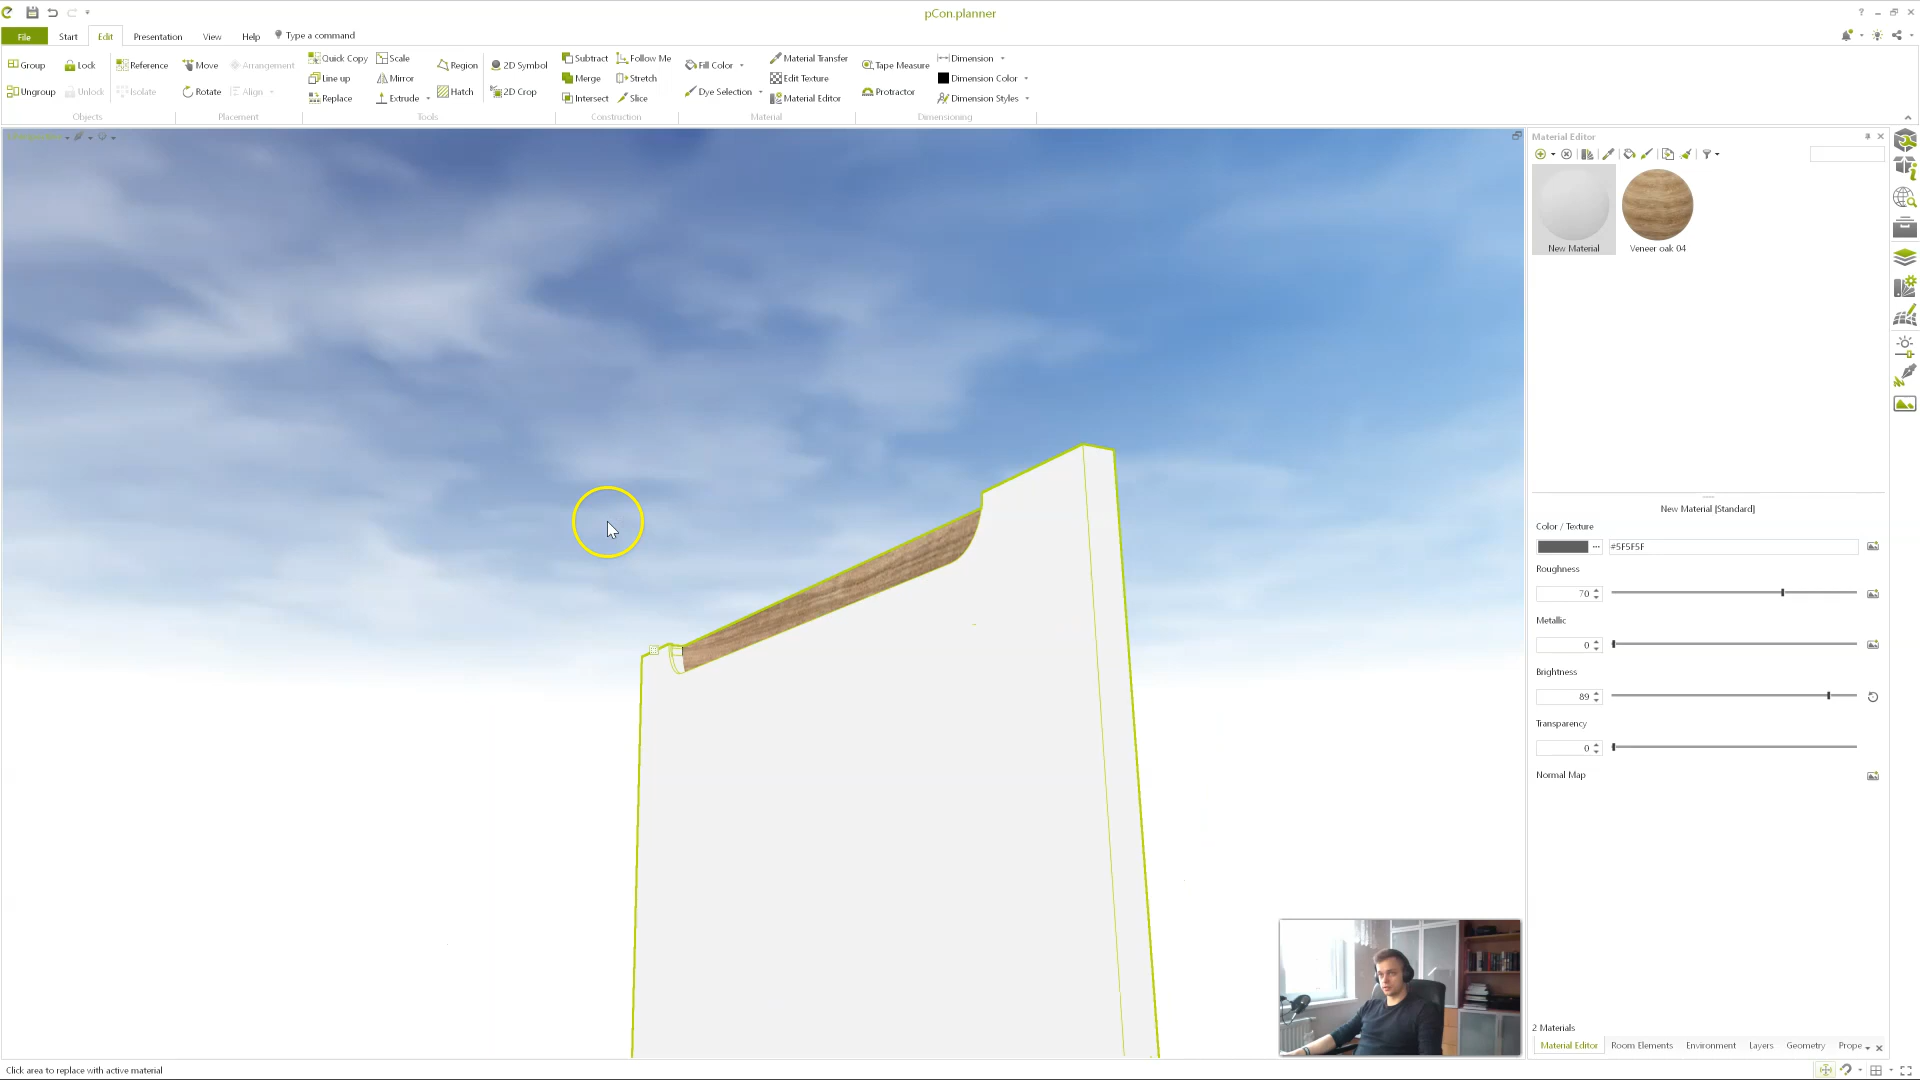 pCon.planner
File Start Edit Presentation View Help Type a command
Group Lock Reference Move Arrangement Quick Copy Scale Region 2D Symbol Subtract Follow Me Fill Color Material Transfer Tape Measure Dimension
Line up Mirror Merge Stretch Edit Texture Dimension Color
Ungroup Unlock Isolate Rotate Align Replace Extrude Hatch 2D Crop Intersect Slice Dye Selection Material Editor Protractor Dimension Styles
Objects Placement Tools Construction Material Dimensioning
Material Editor
New Material Veneer oak 04
New Material [Standard]
Color / Texture
#5F5F5F
Roughness
70
Metallic
0
Brightness
89
Transparency
0
Normal Map
2 Materials
Material Editor Room Elements Environment Layers Geometry Prope
Click area to replace with active material